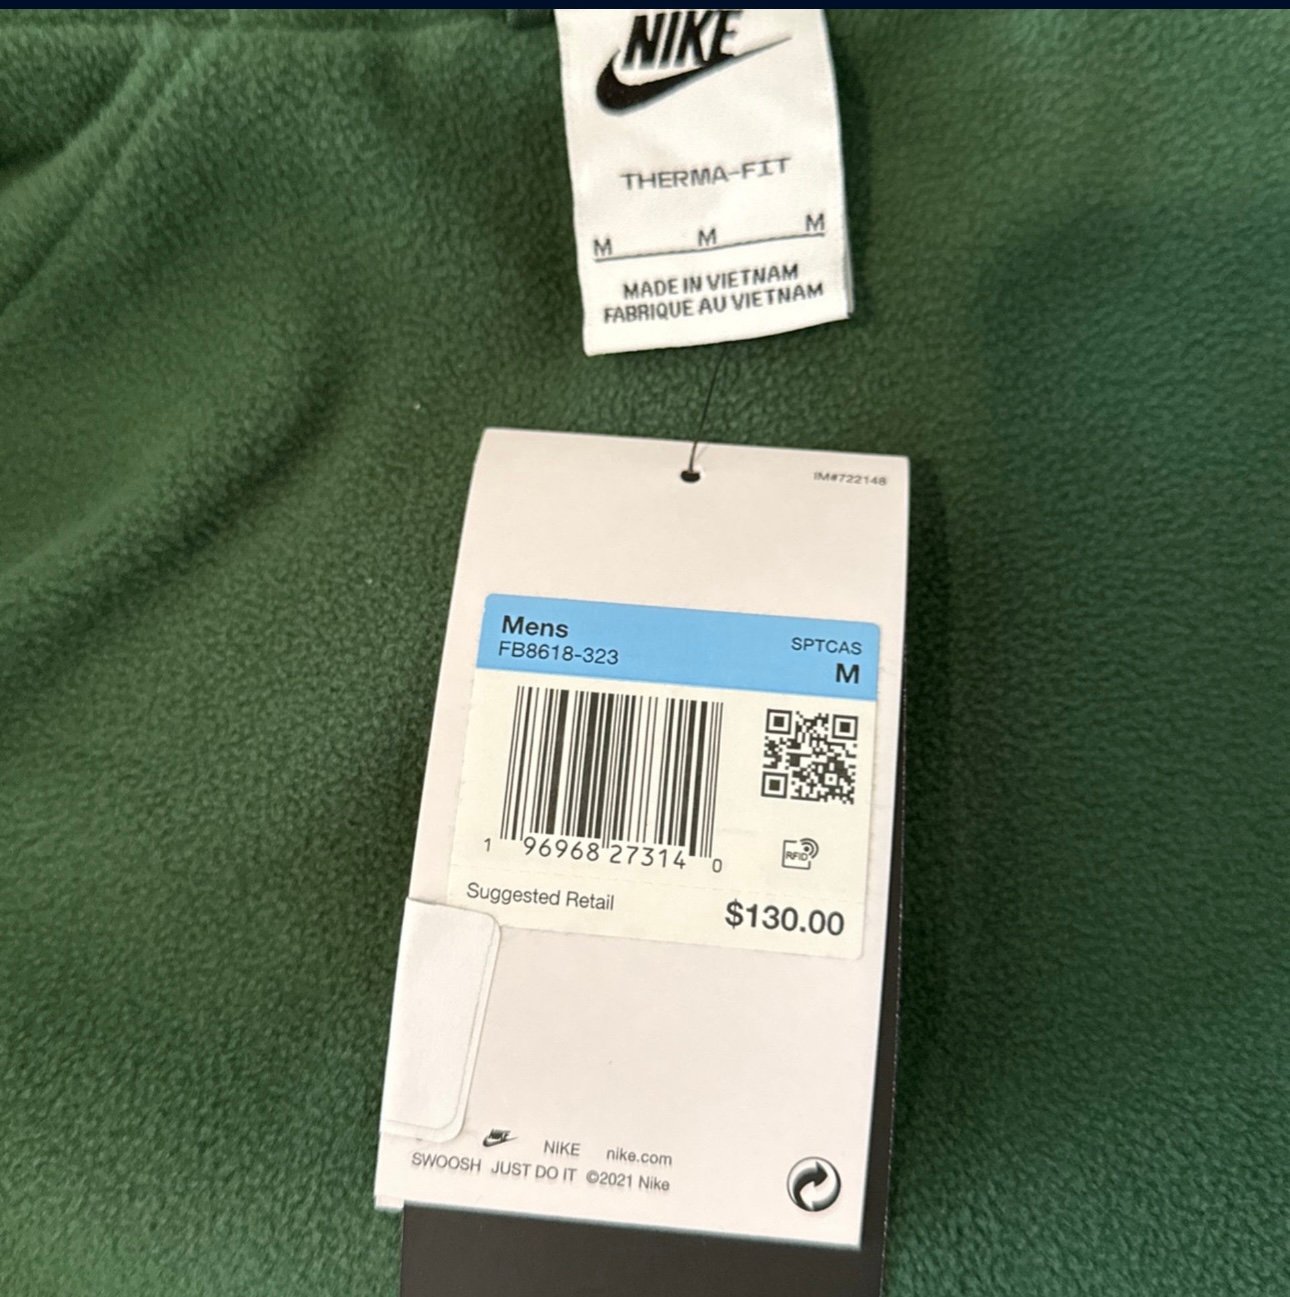 NIKE
THERMA-FIT
M M M
MADE IN VIETNAM
FABRIQUE AU VIETNAM
IM#722148
Mens
FB8618-323
SPTCAS
M
1 96968 27314 0
RFID
Suggested Retail
$130.00
NIKE nike.com
SWOOSH JUST DO IT ©2021 Nike